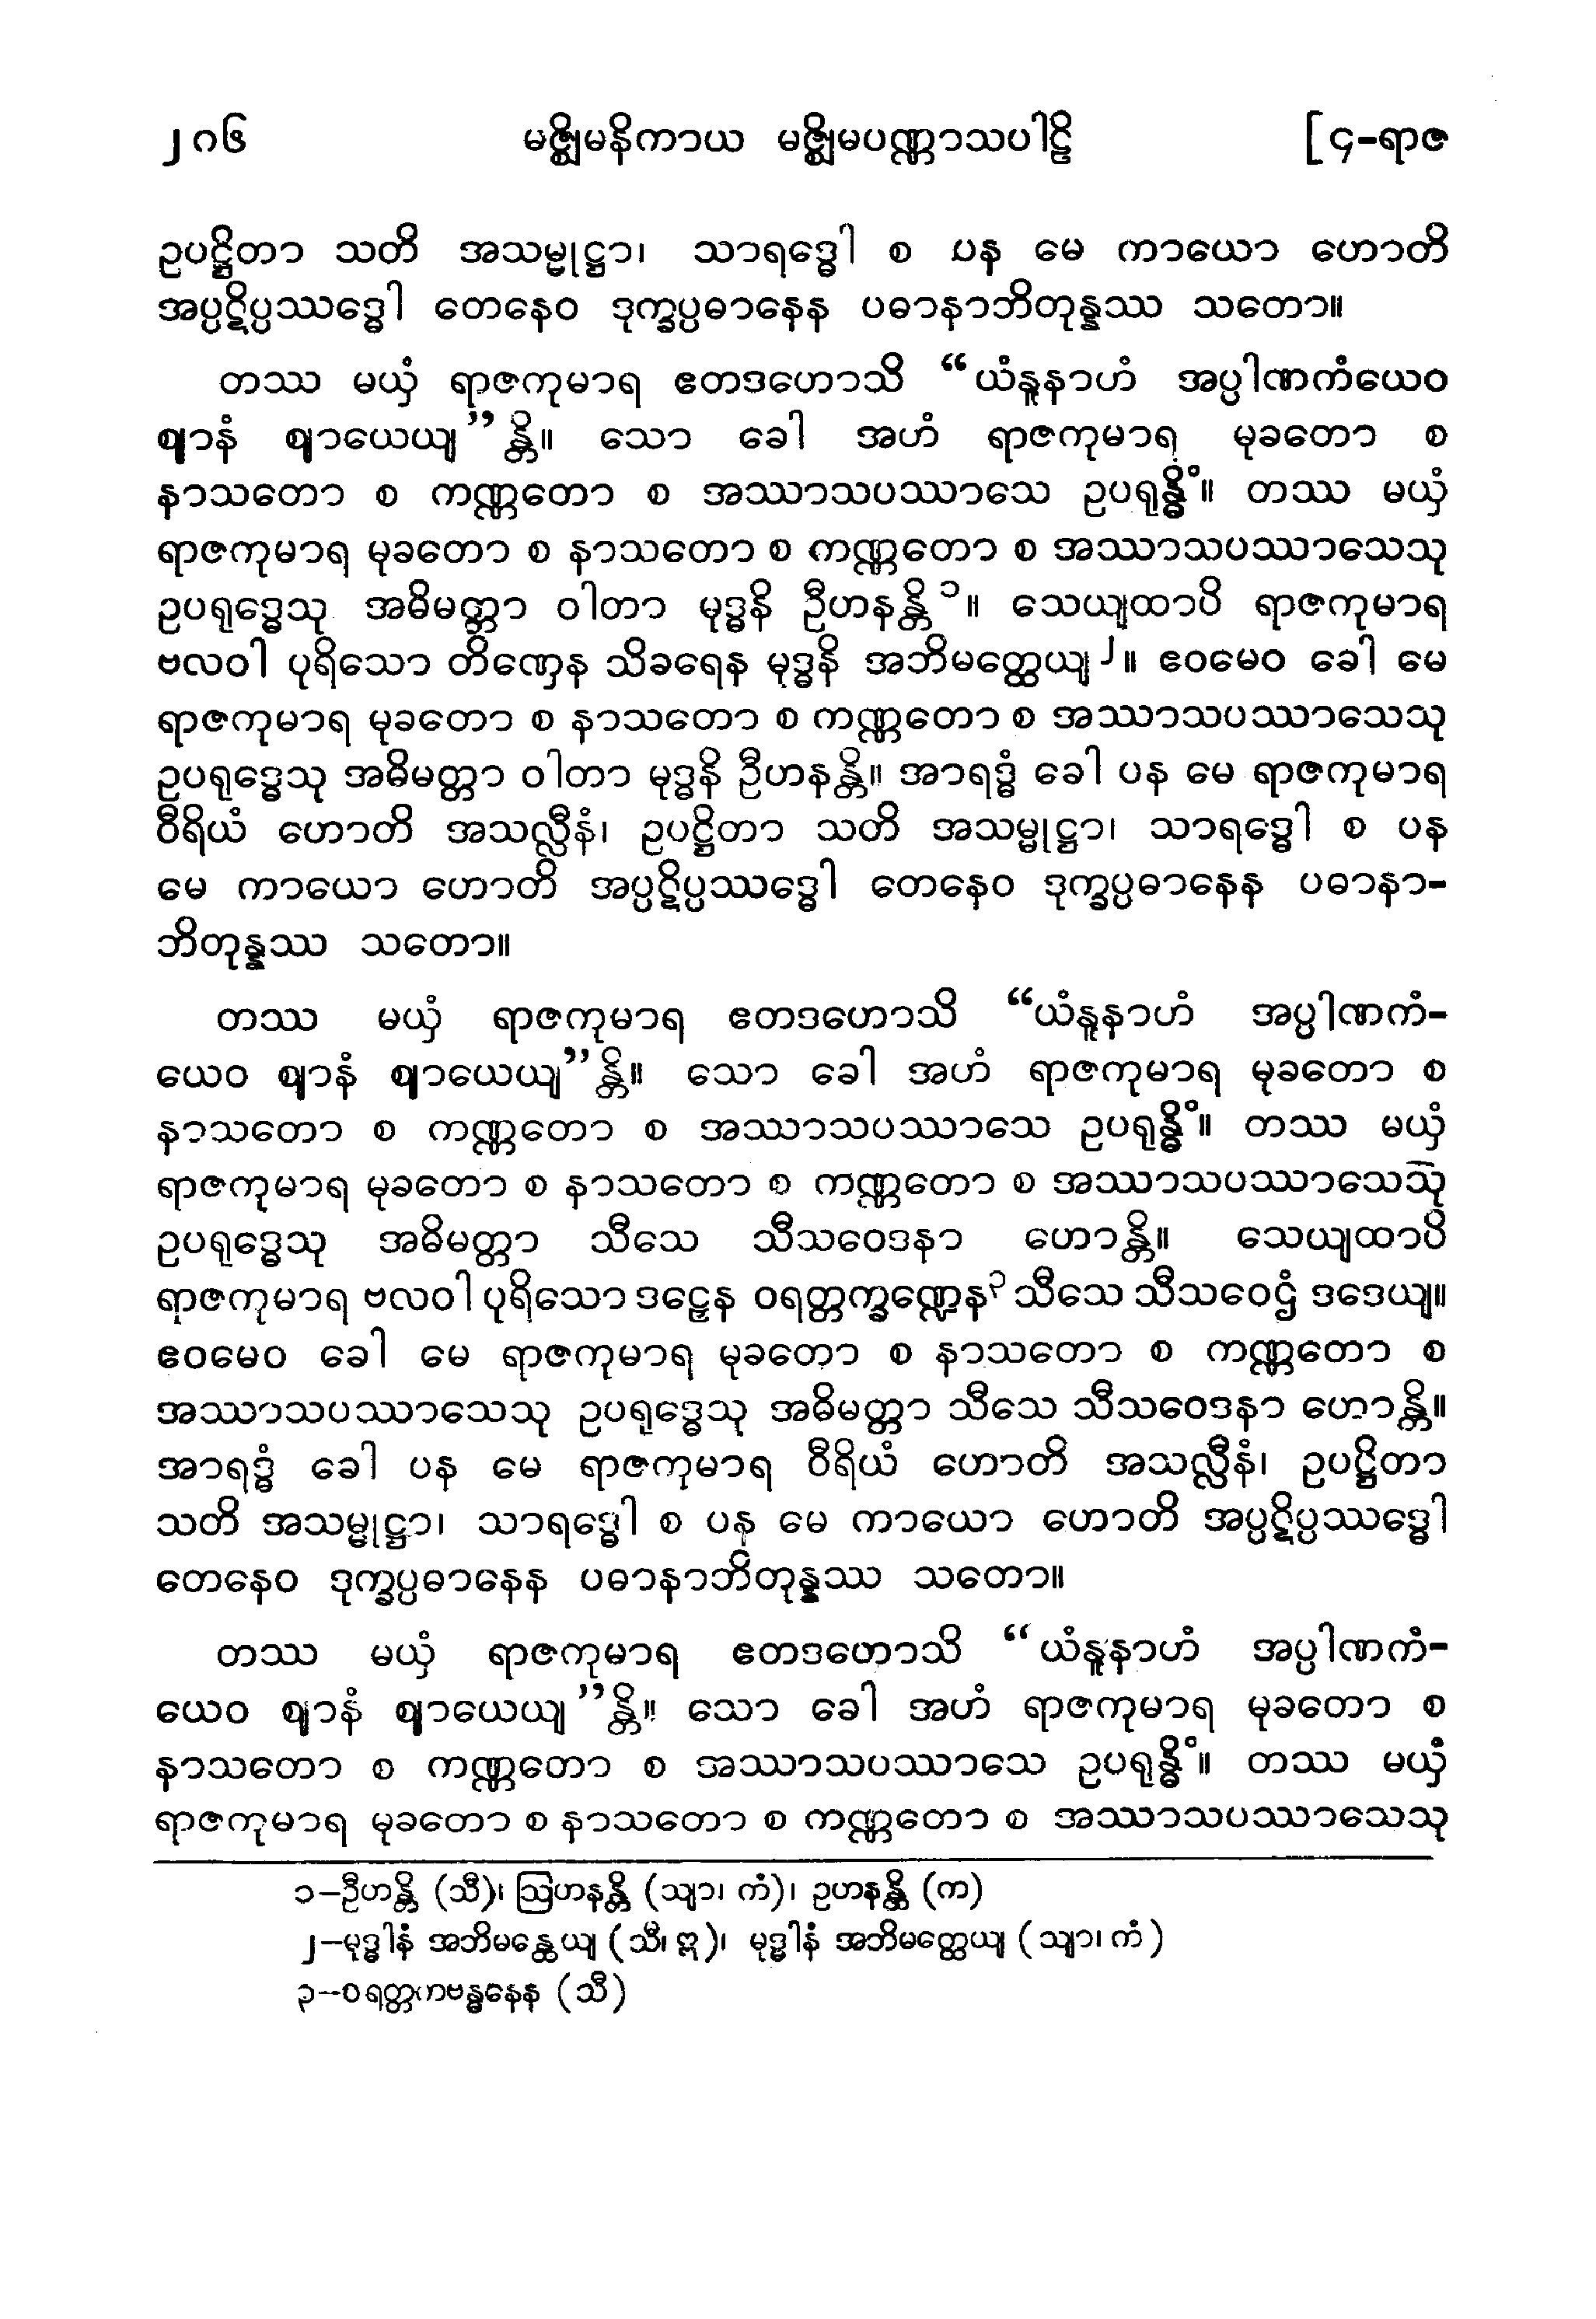 ၂၀၆ မဇ္ဈိမနိကာယ မဇ္ဈိမပဏ္ဏာသပါဠိ [၄-ရာဇ
ဥပဋ္ဌိတာ သတိ အသမ္မုဋ္ဌာ၊ သာရဒ္ဓေါ စ ပန မေ ကာယော ဟောတိ
အပ္ပဋိပ္ပဿဒ္ဓေါ တေနေဝ ဒုက္ခပ္ပဓာနေန ပဓာနာဘိတုန္နဿ သတော။
တဿ မယှံ ရာဇကုမာရ ဧတဒဟောသိ “ယံနူနာဟံ အပ္ပါဏကံယေဝ
ဈာနံ ဈာယေယျ”န္တိ။ သော ခေါ အဟံ ရာဇကုမာရ မုခတော စ
နာသတော စ ကဏ္ဏတော စ အဿာသပဿာသေ ဥပရုန္ဓိံ။ တဿ မယှံ
ရာဇကုမာရ မုခတော စ နာသတော စ ကဏ္ဏတော စ အဿာသပဿာသေသု
ဥပရုဒ္ဓေသု အဓိမတ္တာ ဝါတာ မုဒ္ဓနိ ဦဟနန္တိ၁။ သေယျထာပိ ရာဇကုမာရ
ဗလဝါ ပုရိသော တိဏှေန သိခရေန မုဒ္ဓနိ အဘိမတ္ထေယျ၂။ ဧဝမေဝ ခေါ မေ
ရာဇကုမာရ မုခတော စ နာသတော စ ကဏ္ဏတော စ အဿာသပဿာသေသု
ဥပရုဒ္ဓေသု အဓိမတ္တာ ဝါတာ မုဒ္ဓနိ ဦဟနန္တိ။ အာရဒ္ဓံ ခေါ ပန မေ ရာဇကုမာရ
ဝီရိယံ ဟောတိ အသလ္လီနံ၊ ဥပဋ္ဌိတာ သတိ အသမ္မုဋ္ဌာ၊ သာရဒ္ဓေါ စ ပန
မေ ကာယော ဟောတိ အပ္ပဋိပ္ပဿဒ္ဓေါ တေနေဝ ဒုက္ခပ္ပဓာနေန ပဓာနာ-
ဘိတုန္နဿ သတော။
တဿ မယှံ ရာဇကုမာရ ဧတဒဟောသိ “ယံနူနာဟံ အပ္ပါဏကံ-
ယေဝ ဈာနံ ဈာယေယျ”န္တိ။ သော ခေါ အဟံ ရာဇကုမာရ မုခတော စ
နာသတော စ ကဏ္ဏတော စ အဿာသပဿာသေ ဥပရုန္ဓိံ။ တဿ မယှံ
ရာဇကုမာရ မုခတော စ နာသတော စ ကဏ္ဏတော စ အဿာသပဿာသေသု
ဥပရုဒ္ဓေသု အဓိမတ္တာ သီသေ သီသဝေဒနာ ဟောန္တိ။ သေယျထာပိ
ရာဇကုမာရ ဗလဝါ ပုရိသော ဒဠှေန ဝရတ္တက္ခဏ္ဍေန၃ သီသေ သီသဝေဌံ ဒဒေယျ။
ဧဝမေဝ ခေါ မေ ရာဇကုမာရ မုခတော စ နာသတော စ ကဏ္ဏတော စ
အဿာသပဿာသေသု ဥပရုဒ္ဓေသု အဓိမတ္တာ သီသေ သီသဝေဒနာ ဟောန္တိ။
အာရဒ္ဓံ ခေါ ပန မေ ရာဇကုမာရ ဝီရိယံ ဟောတိ အသလ္လီနံ၊ ဥပဋ္ဌိတာ
သတိ အသမ္မုဋ္ဌာ၊ သာရဒ္ဓေါ စ ပန မေ ကာယော ဟောတိ အပ္ပဋိပ္ပဿဒ္ဓေါ
တေနေဝ ဒုက္ခပ္ပဓာနေန ပဓာနာဘိတုန္နဿ သတော။
တဿ မယှံ ရာဇကုမာရ ဧတဒဟောသိ “ယံနူနာဟံ အပ္ပါဏကံ-
ယေဝ ဈာနံ ဈာယေယျ”န္တိ။ သော ခေါ အဟံ ရာဇကုမာရ မုခတော စ
နာသတော စ ကဏ္ဏတော စ အဿာသပဿာသေ ဥပရုန္ဓိံ။ တဿ မယှံ
ရာဇကုမာရ မုခတော စ နာသတော စ ကဏ္ဏတော စ အဿာသပဿာသေသု
၁-ဦဟန္တိ (သီ)၊ ဩဟနန္တိ (သျာ၊ ကံ)၊ ဥဟနန္တိ (က)
၂-မုဒ္ဓါနံ အဘိမန္ထေယျ (သီ၊ ဣ)၊ မုဒ္ဓါနံ အဘိမတ္ထေယျ (သျာ၊ ကံ)
၃-ဝရတ္တကဗန္ဓနေန (သီ)